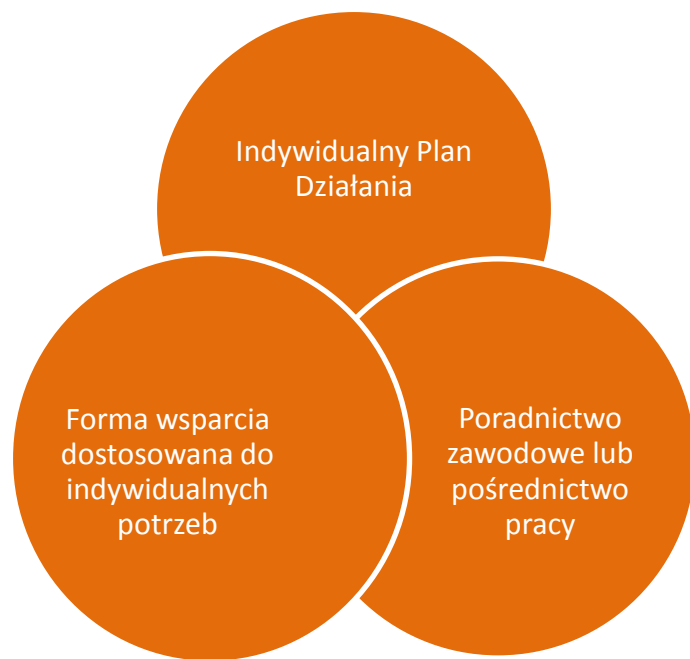 Indywidualny Plan
Działania
Forma wsparcia
dostosowana do
indywidualnych
potrzeb
Poradnictwo
zawodowe lub
pośrednictwo
pracy